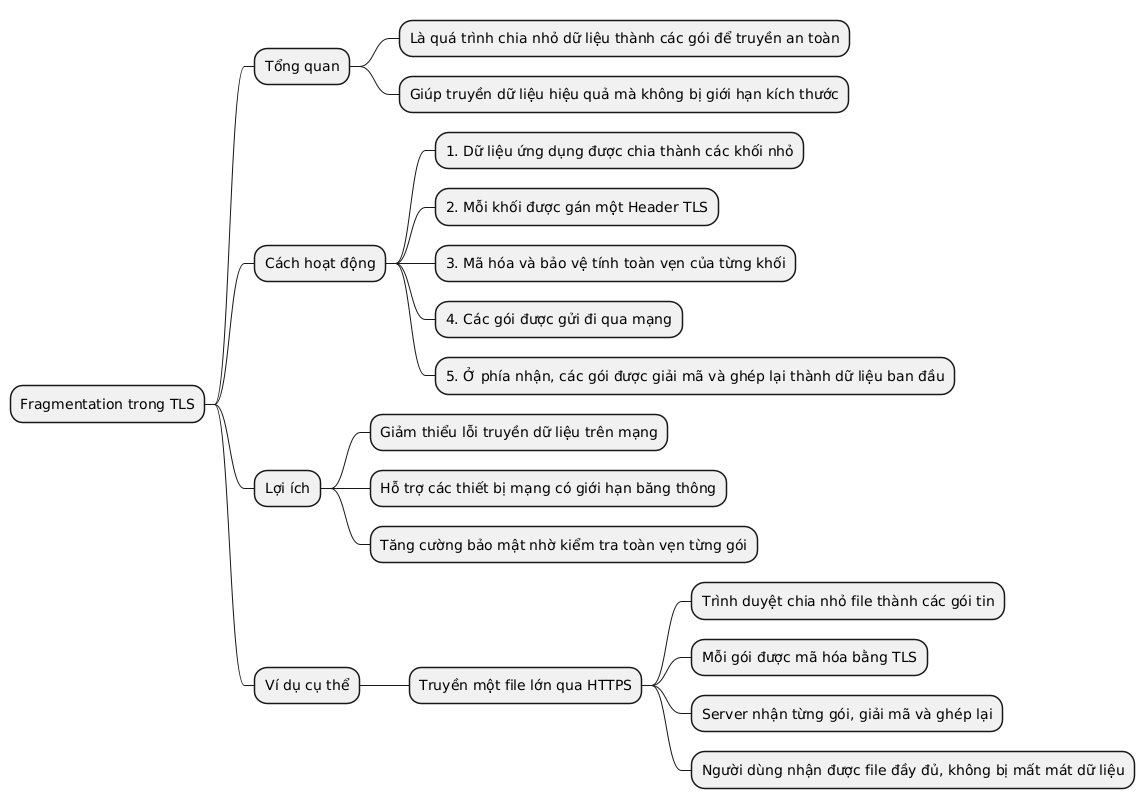 Fragmentation trong TLS
Tổng quan
Là quá trình chia nhỏ dữ liệu thành các gói để truyền an toàn
Giúp truyền dữ liệu hiệu quả mà không bị giới hạn kích thước
Cách hoạt động
1. Dữ liệu ứng dụng được chia thành các khối nhỏ
2. Mỗi khối được gán một Header TLS
3. Mã hóa và bảo vệ tính toàn vẹn của từng khối
4. Các gói được gửi đi qua mạng
5. Ở phía nhận, các gói được giải mã và ghép lại thành dữ liệu ban đầu
Lợi ích
Giảm thiểu lỗi truyền dữ liệu trên mạng
Hỗ trợ các thiết bị mạng có giới hạn băng thông
Tăng cường bảo mật nhờ kiểm tra toàn vẹn từng gói
Ví dụ cụ thể
Truyền một file lớn qua HTTPS
Trình duyệt chia nhỏ file thành các gói tin
Mỗi gói được mã hóa bằng TLS
Server nhận từng gói, giải mã và ghép lại
Người dùng nhận được file đầy đủ, không bị mất mát dữ liệu